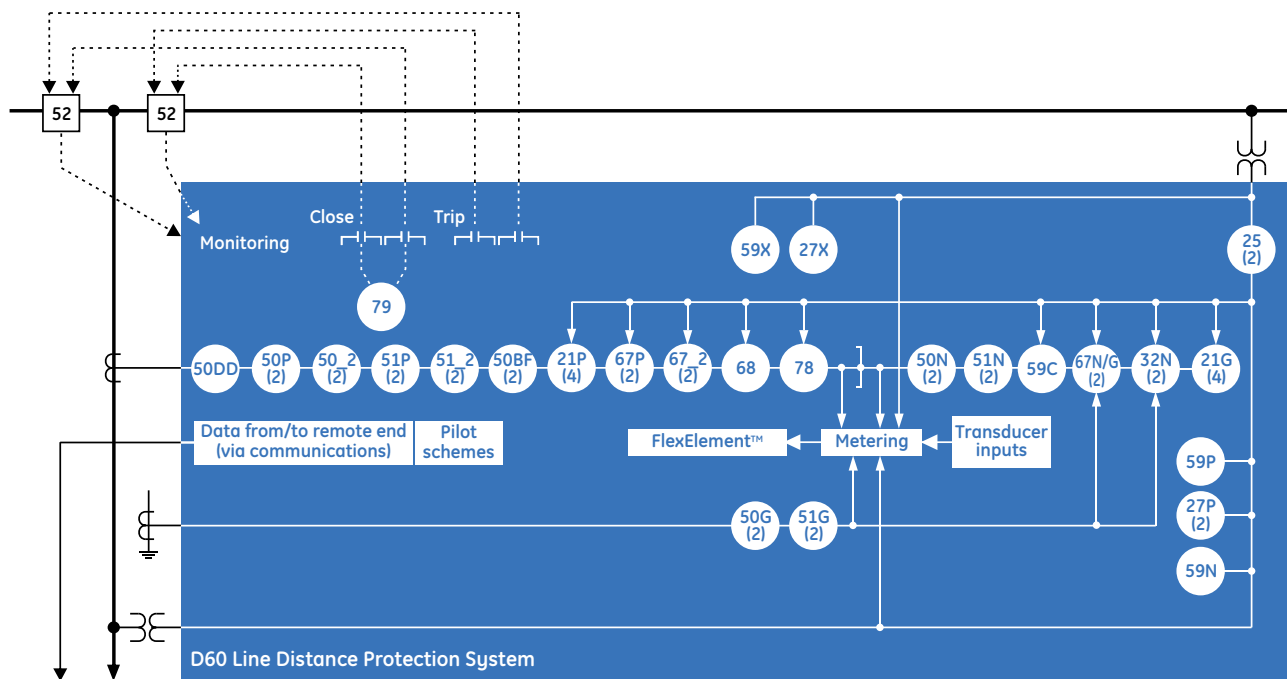 52
52
Close
Trip
Monitoring
59X
27X
25
(2)
79
50DD
50P
(2)
50_2
(2)
51P
(2)
51_2
(2)
50BF
(2)
21P
(4)
67P
(2)
67_2
(2)
68
78
50N
(2)
51N
(2)
59C
67N/G
(2)
32N
(2)
21G
(4)
Data from/to remote end
(via communications)
Pilot
schemes
FlexElement™
Metering
Transducer
inputs
59P
50G
(2)
51G
(2)
27P
(2)
59N
D60 Line Distance Protection System